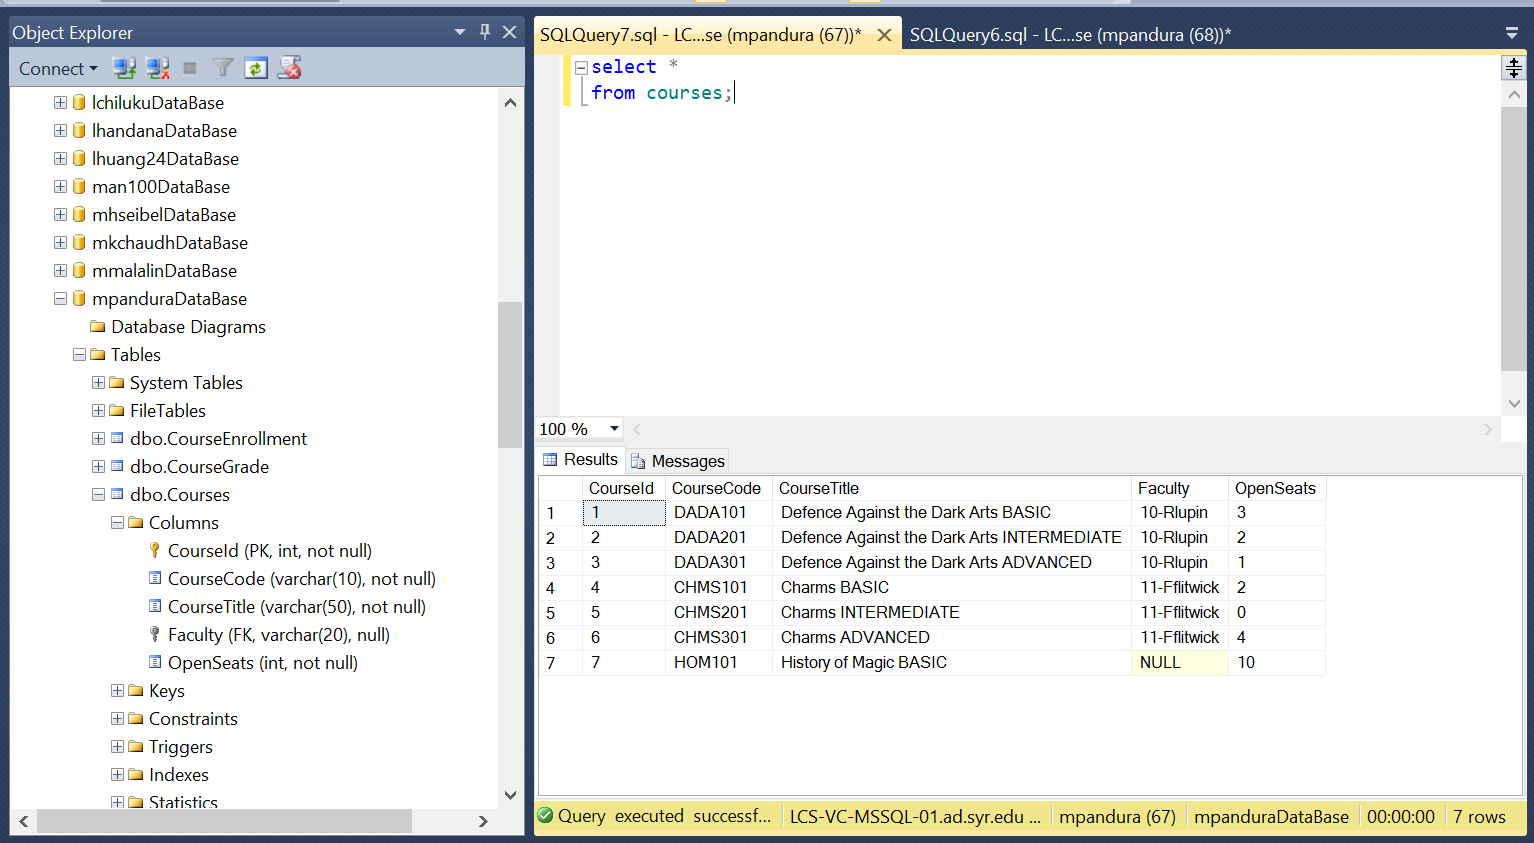 Object Explorer
Connect
lchilukuDataBase
lhandanaDataBase
lhuang24DataBase
man100DataBase
mhseibelDataBase
mkchaudhDataBase
mmalalinDataBase
mpanduraDataBase
Database Diagrams
Tables
System Tables
FileTables
dbo.CourseEnrollment
dbo.CourseGrade
dbo.Courses
Columns
CourseId (PK, int, not null)
CourseCode (varchar(10), not null)
CourseTitle (varchar(50), not null)
Faculty (FK, varchar(20), null)
OpenSeats (int, not null)
Keys
Constraints
Triggers
Indexes
Statistics
SQLQuery7.sql - LC...se (mpandura (67))* SQLQuery6.sql - LC...se (mpandura (68))*
select *
from courses;
100 %
Results Messages
CourseId CourseCode CourseTitle Faculty OpenSeats
1 1 DADA101 Defence Against the Dark Arts BASIC 10-Rlupin 3
2 2 DADA201 Defence Against the Dark Arts INTERMEDIATE 10-Rlupin 2
3 3 DADA301 Defence Against the Dark Arts ADVANCED 10-Rlupin 1
4 4 CHMS101 Charms BASIC 11-Fflitwick 2
5 5 CHMS201 Charms INTERMEDIATE 11-Fflitwick 0
6 6 CHMS301 Charms ADVANCED 11-Fflitwick 4
7 7 HOM101 History of Magic BASIC NULL 10
Query executed successf... LCS-VC-MSSQL-01.ad.syr.edu ... mpandura (67) mpanduraDataBase 00:00:00 7 rows